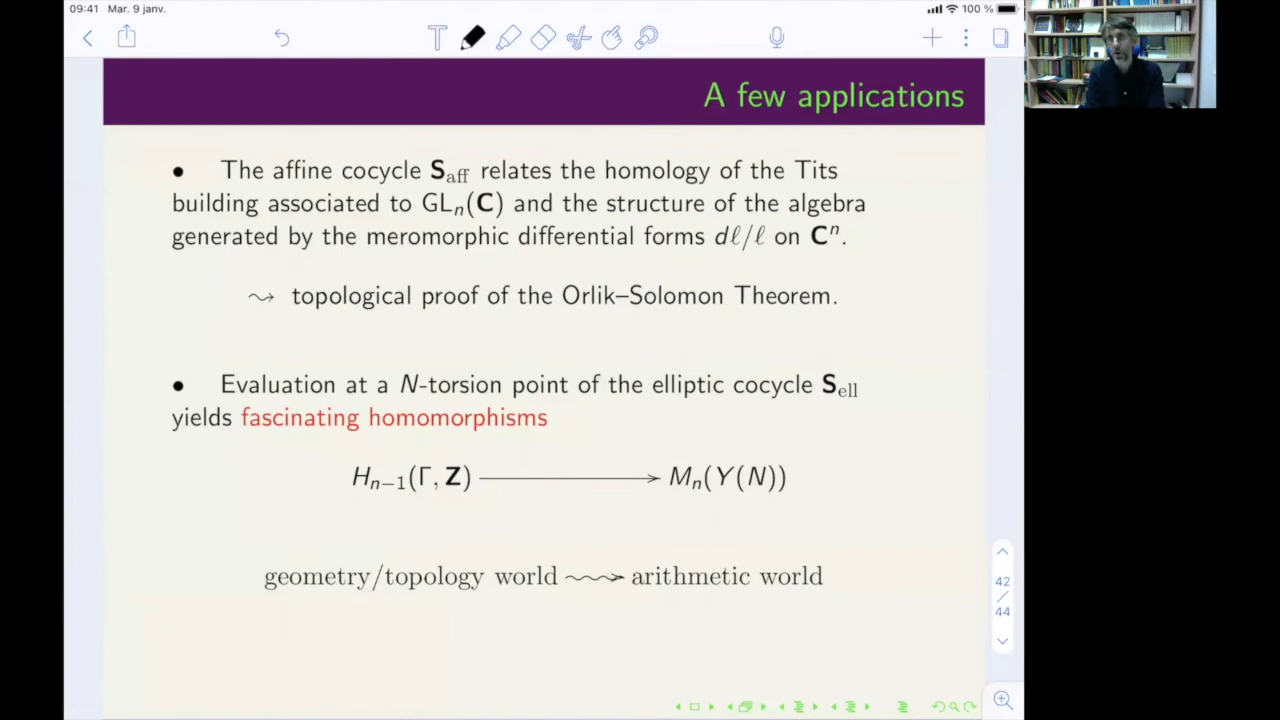 09:41 Mar. 9 janv. 100 %
A few applications
• The affine cocycle S_aff relates the homology of the Tits
building associated to GL_n(C) and the structure of the algebra
generated by the meromorphic differential forms dℓ/ℓ on C^n.
⇝ topological proof of the Orlik–Solomon Theorem.
• Evaluation at a N-torsion point of the elliptic cocycle S_ell
yields fascinating homomorphisms
H_{n−1}(Γ, Z) ⟶ M_n(Y(N))
geometry/topology world ⇝ arithmetic world
42
/
44